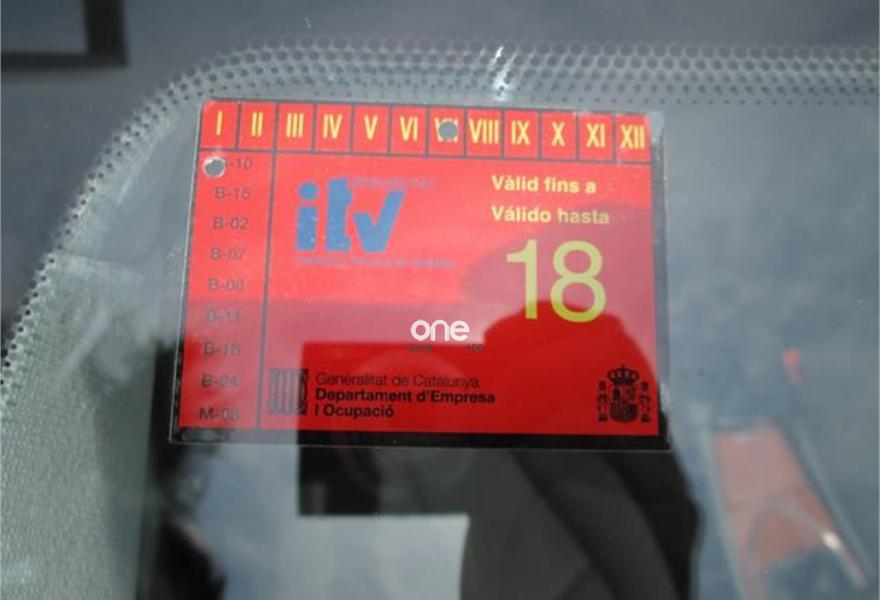 I II III IV V VI VII VIII IX X XI XII
B-10
B-15
B-02
B-07
B-08
B-11
B-18
B-24
M-08
itv
Vàlid fins a
Válido hasta
18
one
Generalitat de Catalunya
Departament d'Empresa
i Ocupació